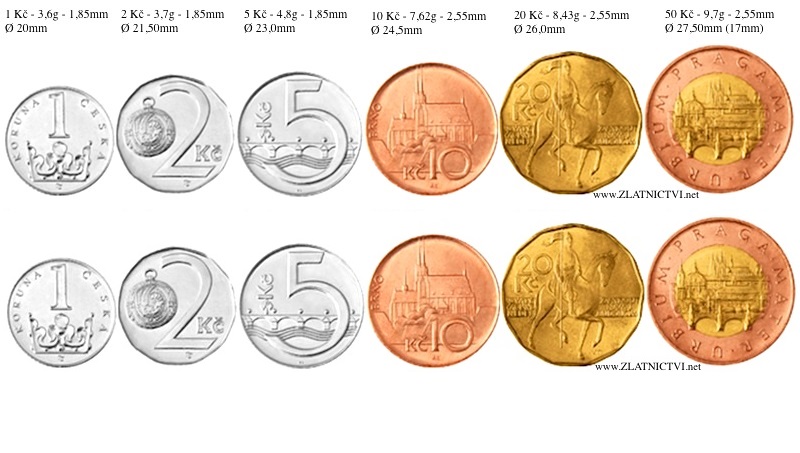 1 Kč - 3,6g - 1,85mm
Ø 20mm
2 Kč - 3,7g - 1,85mm
Ø 21,50mm
5 Kč - 4,8g - 1,85mm
Ø 23,0mm
10 Kč - 7,62g - 2,55mm
Ø 24,5mm
20 Kč - 8,43g - 2,55mm
Ø 26,0mm
50 Kč - 9,7g - 2,55mm
Ø 27,50mm (17mm)
1
KORUNA ČESKÁ
2
Kč
5
Kč
BRNO
Kč 10
20
Kč
PRAGA MATER URBIUM
www.ZLATNICTVI.net
1
KORUNA ČESKÁ
2
Kč
5
Kč
BRNO
Kč 10
20
Kč
PRAGA MATER URBIUM
www.ZLATNICTVI.net